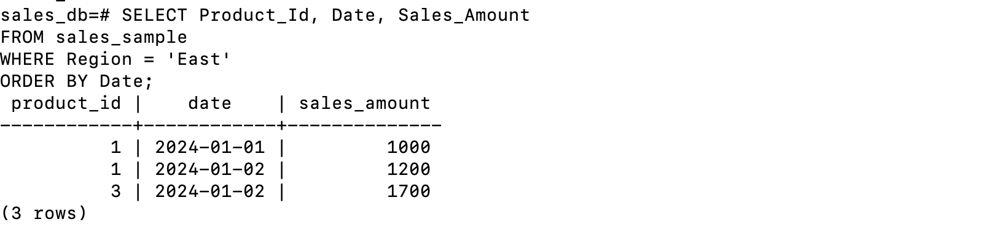 sales_db=# SELECT Product_Id, Date, Sales_Amount
FROM sales_sample
WHERE Region = 'East'
ORDER BY Date;
 product_id |    date    | sales_amount
------------+------------+--------------
          1 | 2024-01-01 |         1000
          1 | 2024-01-02 |         1200
          3 | 2024-01-02 |         1700
(3 rows)